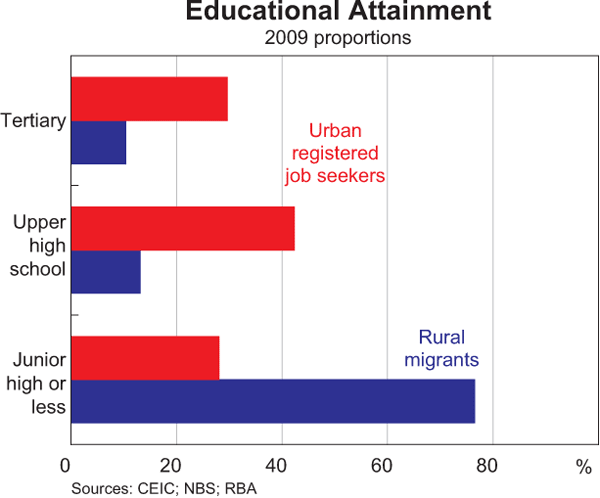 Educational Attainment
2009 proportions
Tertiary
Urban
registered
job seekers
Upper
high
school
Rural
migrants
Junior
high or
less
0 20 40 60 80 %
Sources: CEIC; NBS; RBA